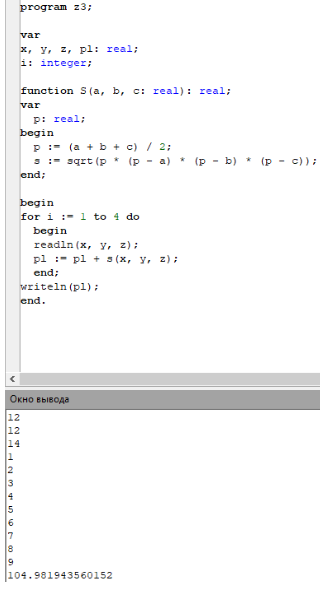 program z3;
var
x, y, z, pl: real;
i: integer;
function S(a, b, c: real): real;
var
p: real;
begin
p := (a + b + c) / 2;
s := sqrt(p * (p - a) * (p - b) * (p - c));
end;
begin
for i := 1 to 4 do
begin
readln(x, y, z);
pl := pl + s(x, y, z);
end;
writeln(pl);
end.
Окно вывода
12
12
14
1
2
3
4
5
6
7
8
9
104.981943560152